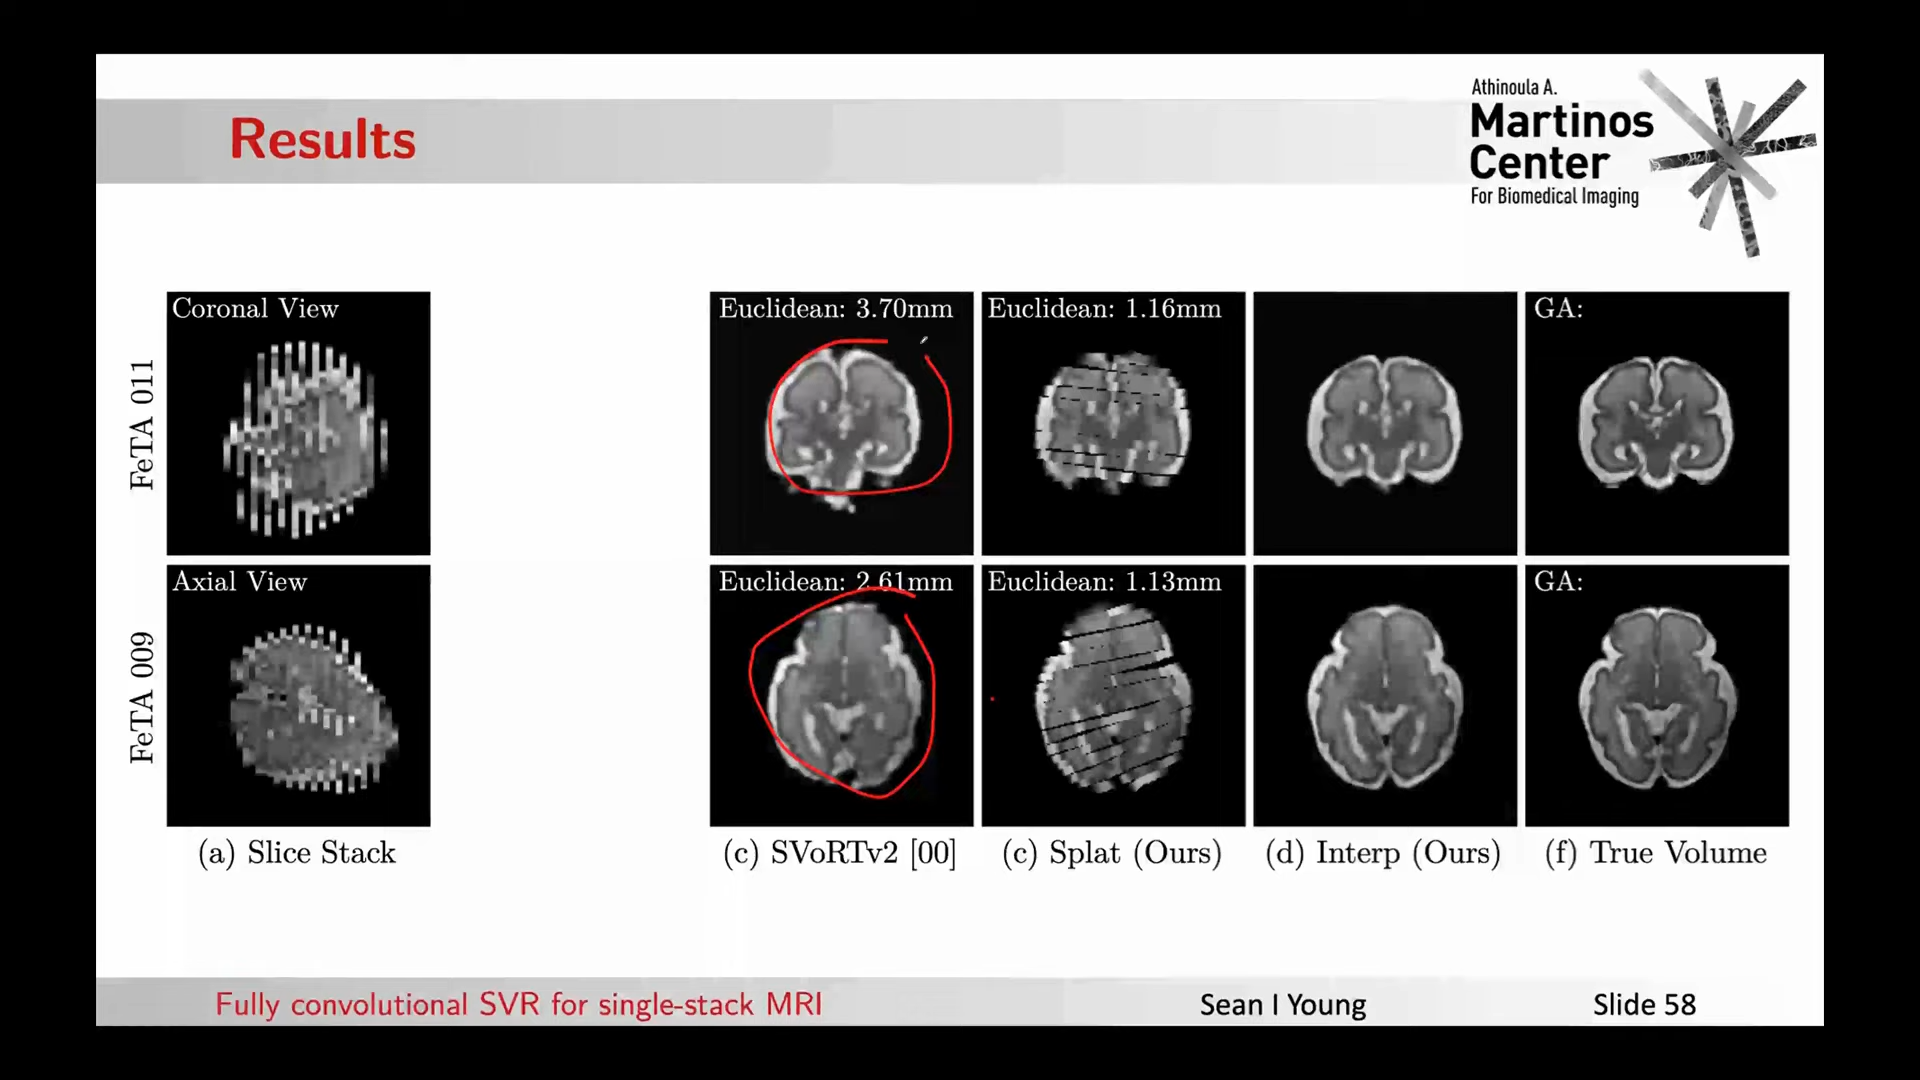 Results
Athinoula A.
Martinos
Center
For Biomedical Imaging
Coronal View
Euclidean: 3.70mm
Euclidean: 1.16mm
GA:
FeTA 011
Axial View
Euclidean: 2.61mm
Euclidean: 1.13mm
GA:
FeTA 009
(a) Slice Stack
(c) SVoRTv2 [00]
(c) Splat (Ours)
(d) Interp (Ours)
(f) True Volume
Fully convolutional SVR for single-stack MRI
Sean I Young
Slide 58